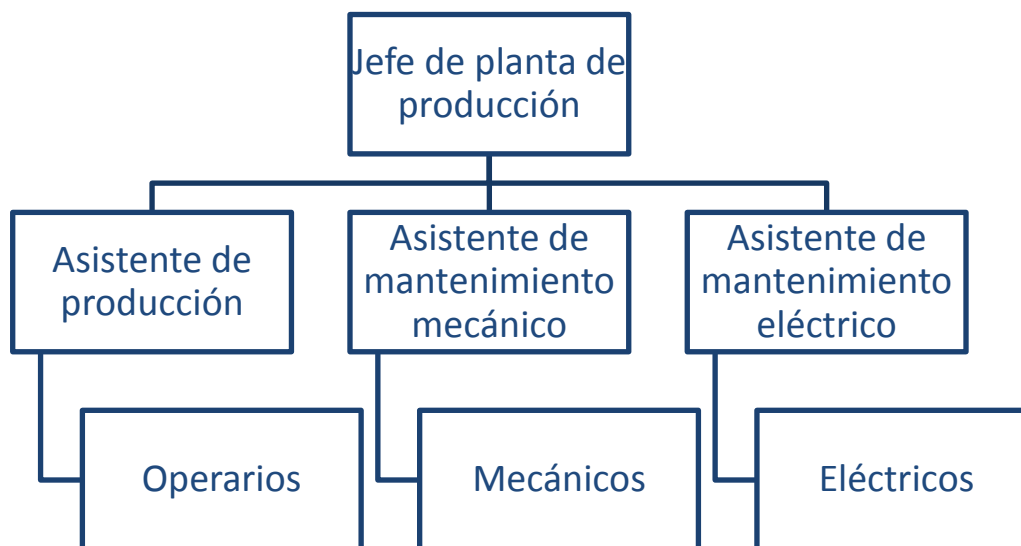 Jefe de planta de
producción
Asistente de
producción
Asistente de
mantenimiento
mecánico
Asistente de
mantenimiento
eléctrico
Operarios
Mecánicos
Eléctricos